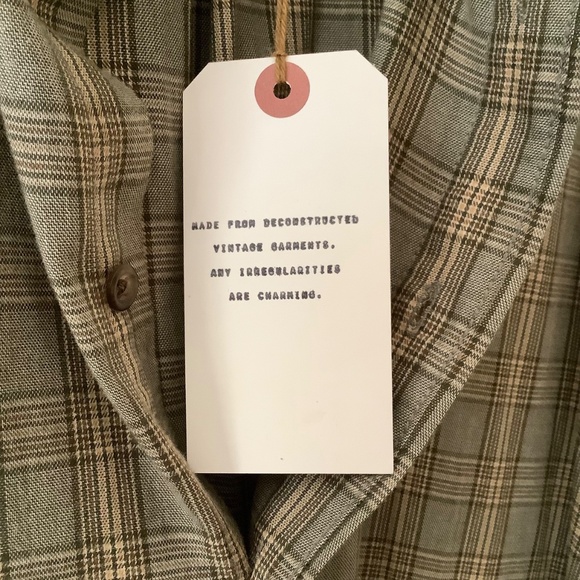 MADE FROM DECONSTRUCTED
VINTAGE GARMENTS.
ANY IRREGULARITIES
ARE CHARMING.